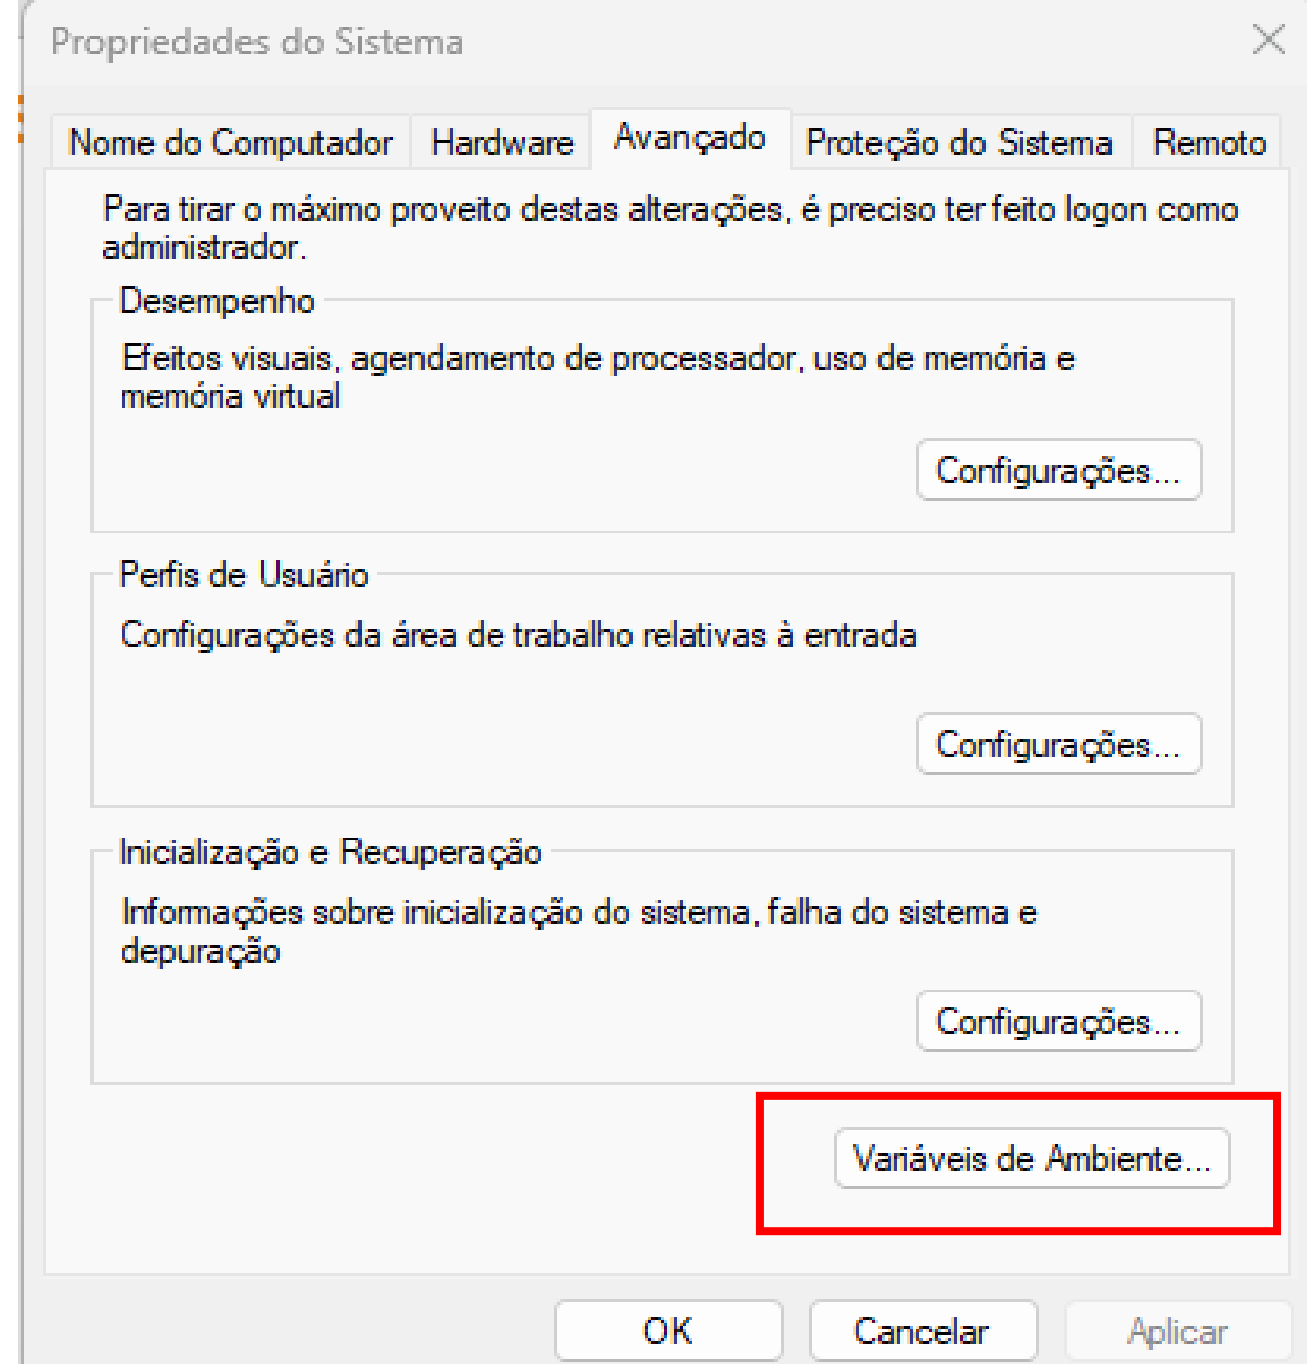 Propriedades do Sistema
Nome do Computador Hardware Avançado Proteção do Sistema Remoto
Para tirar o máximo proveito destas alterações, é preciso ter feito logon como
administrador.
Desempenho
Efeitos visuais, agendamento de processador, uso de memória e
memória virtual
Configurações...
Perfis de Usuário
Configurações da área de trabalho relativas à entrada
Configurações...
Inicialização e Recuperação
Informações sobre inicialização do sistema, falha do sistema e
depuração
Configurações...
Variáveis de Ambiente...
OK Cancelar Aplicar